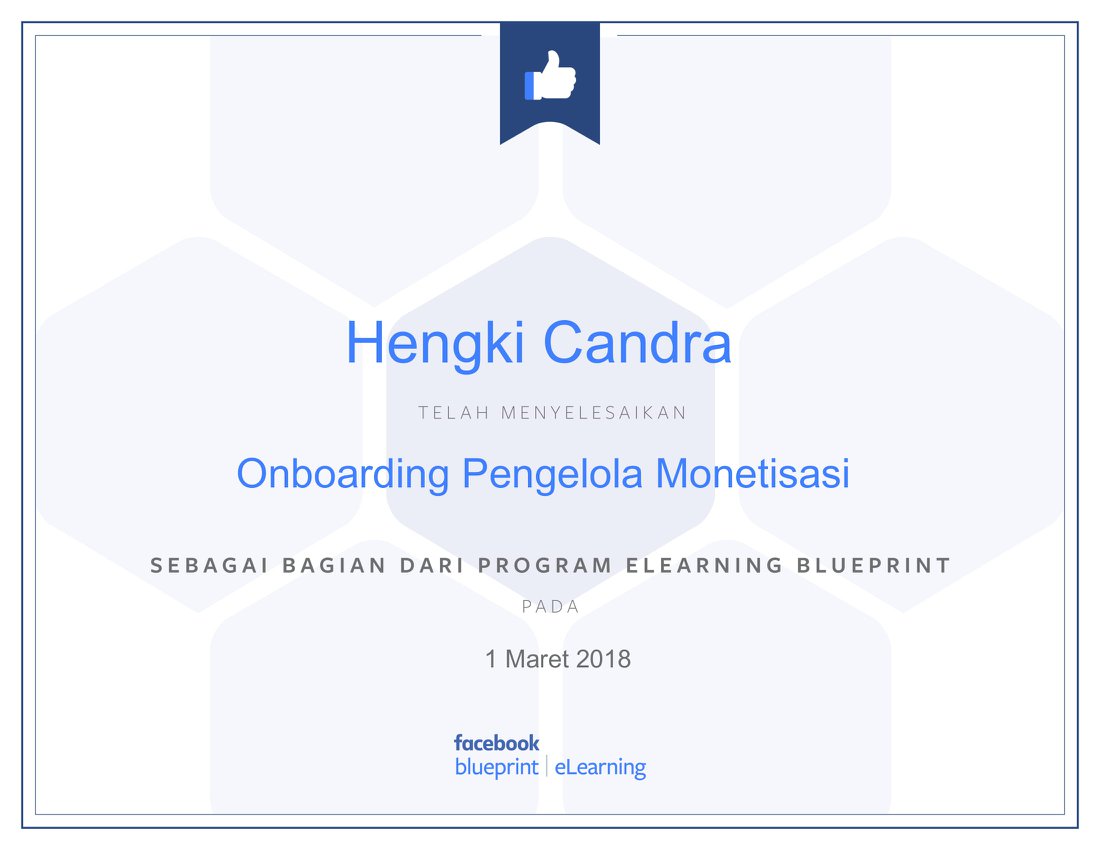 Hengki Candra
TELAH MENYELESAIKAN
Onboarding Pengelola Monetisasi
SEBAGAI BAGIAN DARI PROGRAM ELEARNING BLUEPRINT
PADA
1 Maret 2018
facebook
blueprint | eLearning